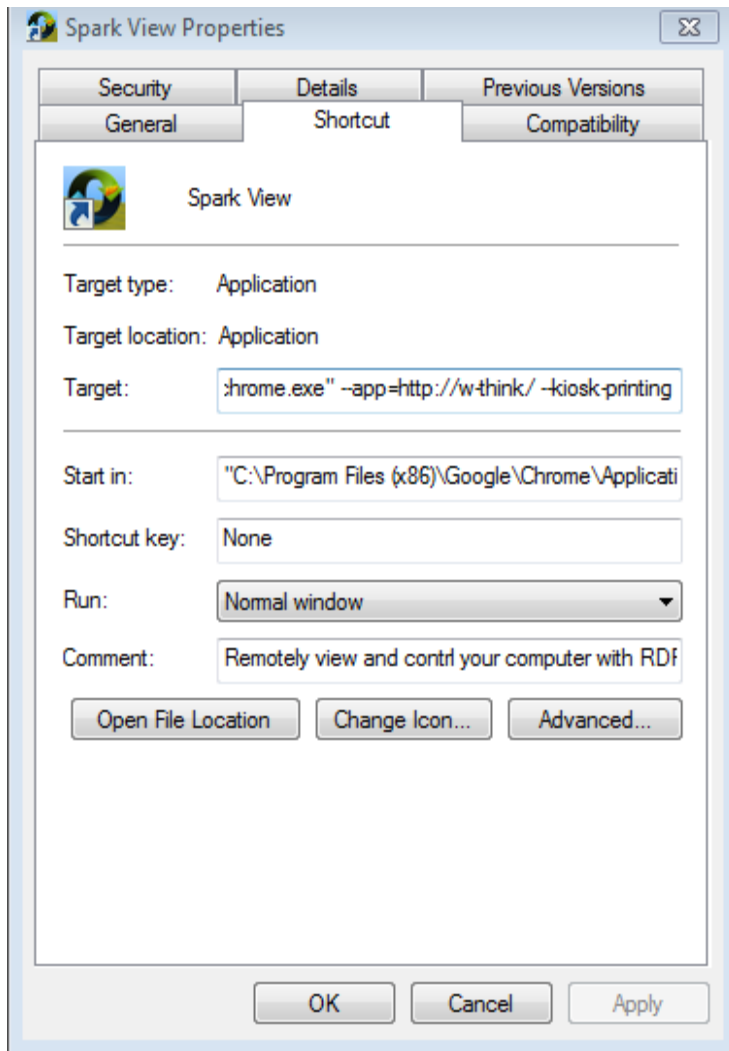 Spark View Properties
Security Details Previous Versions
General Shortcut Compatibility
Spark View
Target type: Application
Target location: Application
Target: :hrome.exe" --app=http://w-think/ --kiosk-printing
Start in: "C:\Program Files (x86)\Google\Chrome\Applicati
Shortcut key: None
Run: Normal window
Comment: Remotely view and contrl your computer with RDF
Open File Location Change Icon... Advanced...
OK Cancel Apply